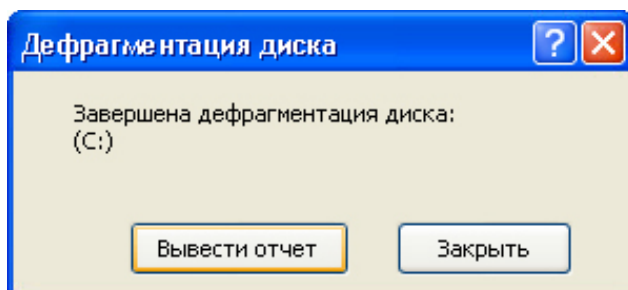 Дефрагментация диска
Завершена дефрагментация диска:
(C:)
Вывести отчет
Закрыть